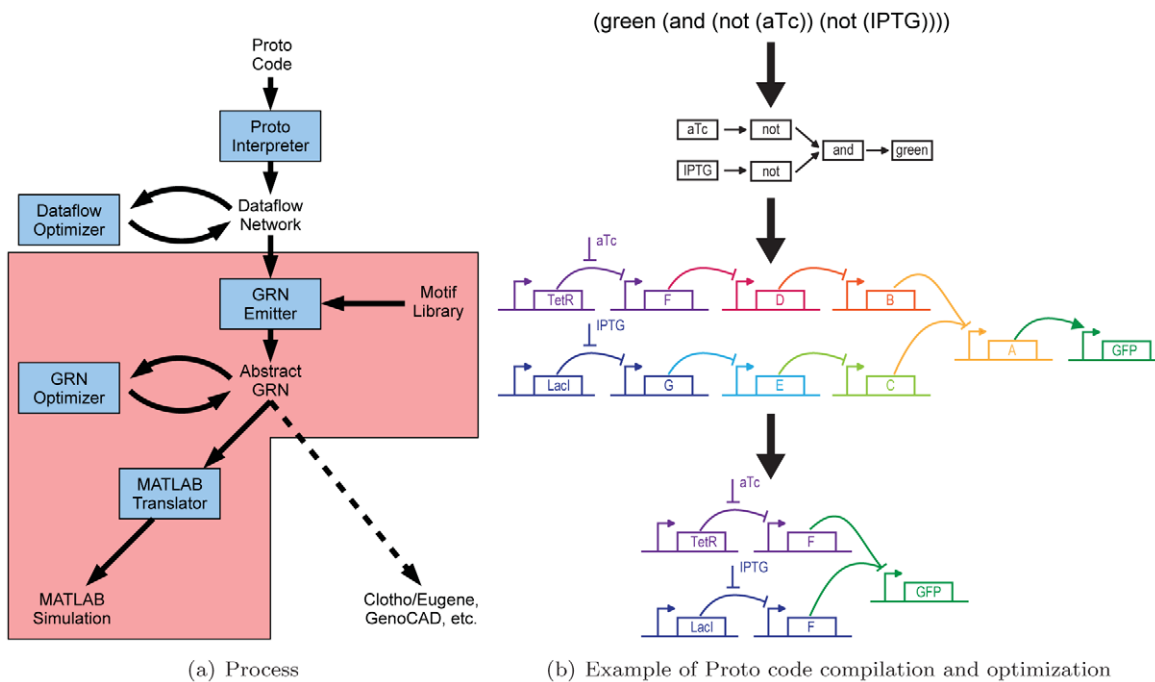 Proto
Code
Proto
Interpreter
Dataflow
Optimizer
Dataflow
Network
GRN
Emitter
Motif
Library
GRN
Optimizer
Abstract
GRN
MATLAB
Translator
MATLAB
Simulation
Clotho/Eugene,
GenoCAD, etc.
(a) Process
(green (and (not (aTc)) (not (IPTG))))
aTc
not
and
green
IPTG
not
aTc
TetR
F
D
B
IPTG
A
GFP
LacI
G
E
C
aTc
TetR
F
IPTG
GFP
LacI
F
(b) Example of Proto code compilation and optimization